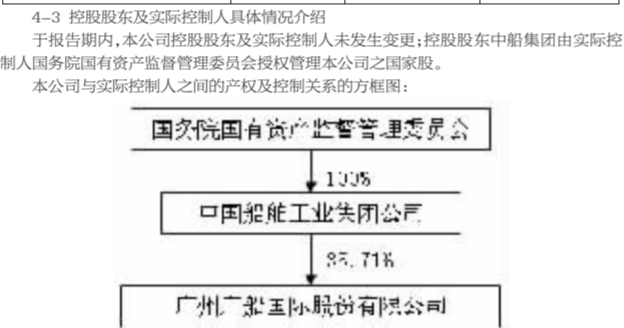 4-3 控股股东及实际控制人具体情况介绍
于报告期内,本公司控股股东及实际控制人未发生变更;控股股东中船集团由实际控
制人国务院国有资产监督管理委员会授权管理本公司之国家股。
本公司与实际控制人之间的产权及控制关系的方框图:
国务院国有资产监督管理委员会
100%
中国船舶工业集团公司
35.71%
广州广船国际股份有限公司